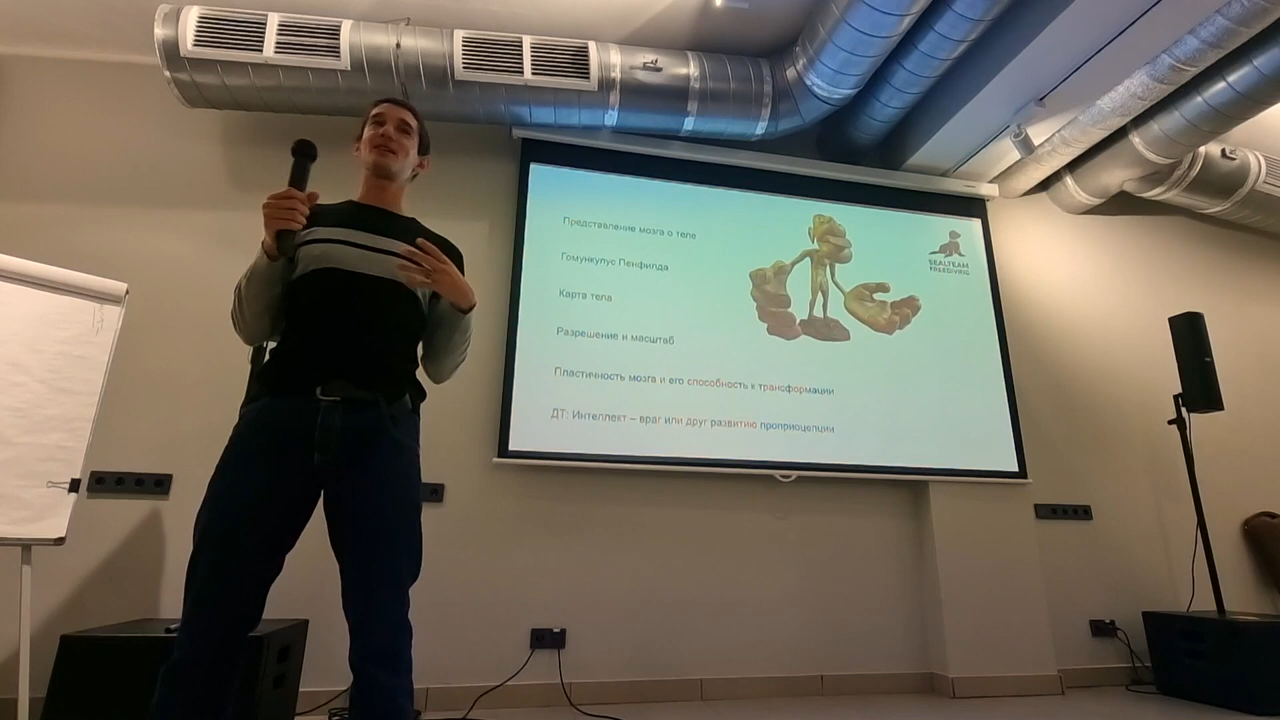 Представление мозга о теле
Гомункулус Пенфилда
Карта тела
Разрешение и масштаб
Пластичность мозга и его способность к трансформации
ДТ: Интеллект – враг или друг развитию проприоцепции
SEALTEAM
FREEDIVING